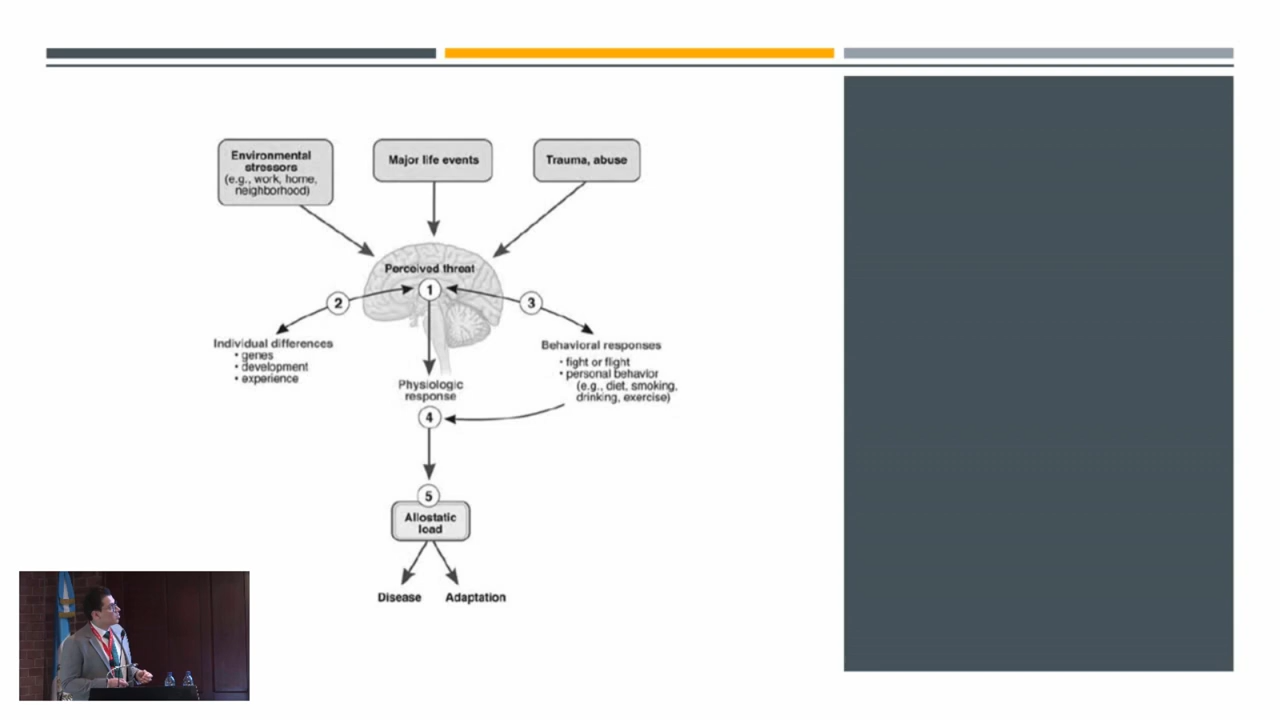 Environmental
stressors
(e.g., work, home,
neighborhood)
Major life events
Trauma, abuse
Perceived threat
2
1
3
Individual differences
• genes
• development
• experience
Behavioral responses
• fight or flight
• personal behavior
(e.g., diet, smoking,
drinking, exercise)
Physiologic
response
4
5
Allostatic
load
Disease
Adaptation